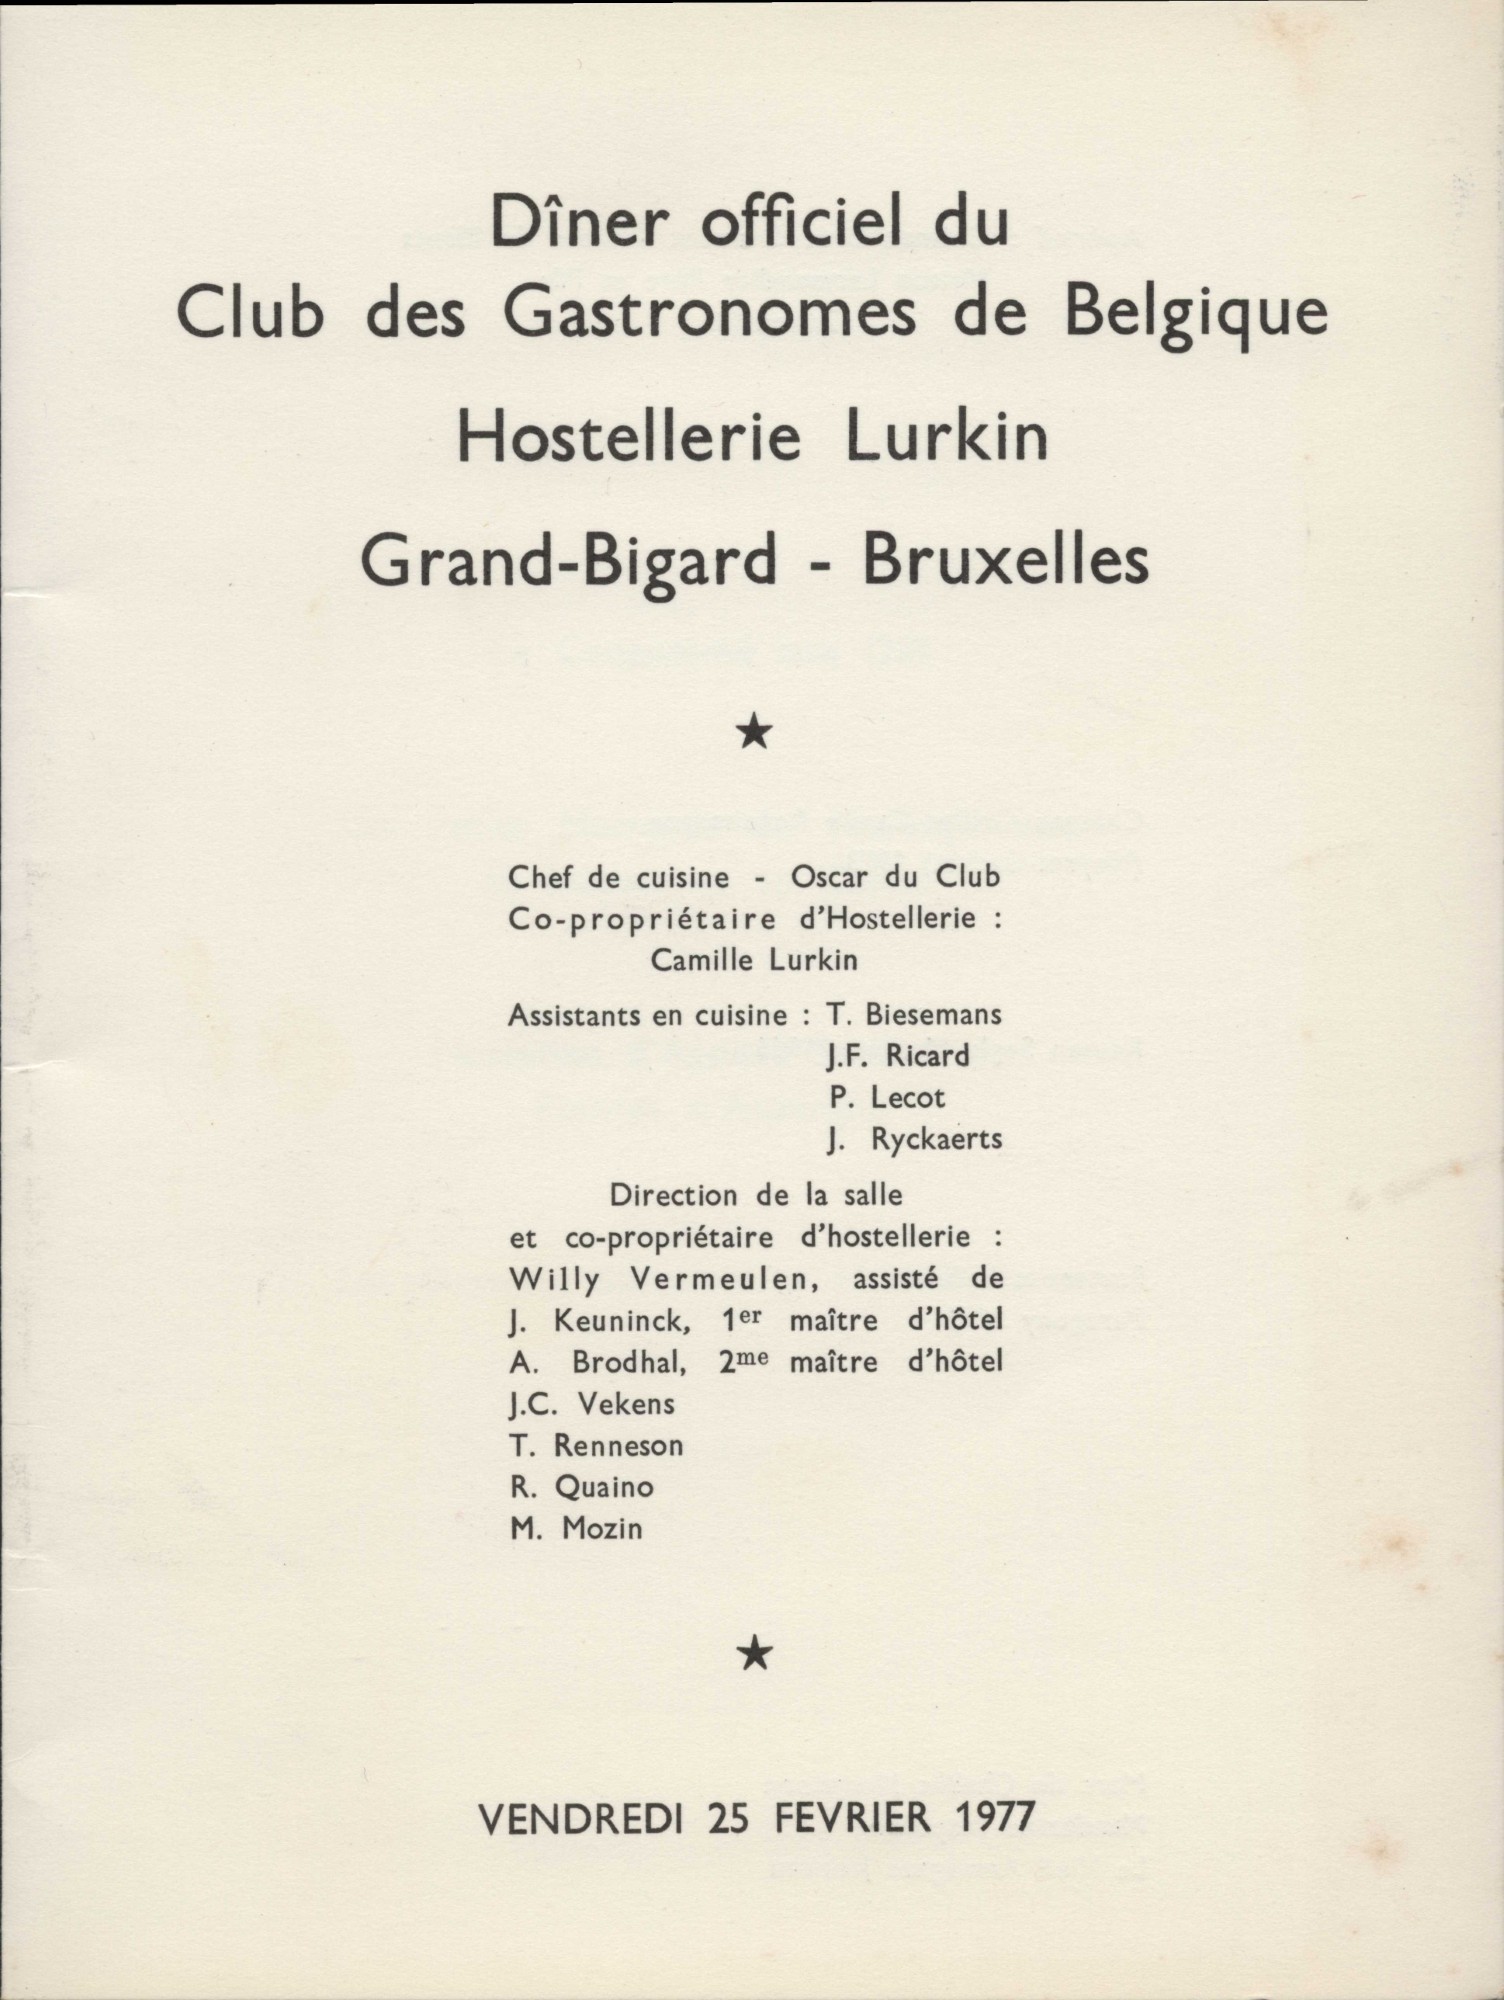 Dîner officiel du
Club des Gastronomes de Belgique
Hostellerie Lurkin
Grand-Bigard - Bruxelles
★
Chef de cuisine - Oscar du Club
Co-propriétaire d'Hostellerie :
Camille Lurkin
Assistants en cuisine : T. Biesemans
J.F. Ricard
P. Lecot
J. Ryckaerts
Direction de la salle
et co-propriétaire d'hostellerie :
Willy Vermeulen, assisté de
J. Keuninck, 1er maître d'hôtel
A. Brodhal, 2me maître d'hôtel
J.C. Vekens
T. Renneson
R. Quaino
M. Mozin
★
VENDREDI 25 FEVRIER 1977